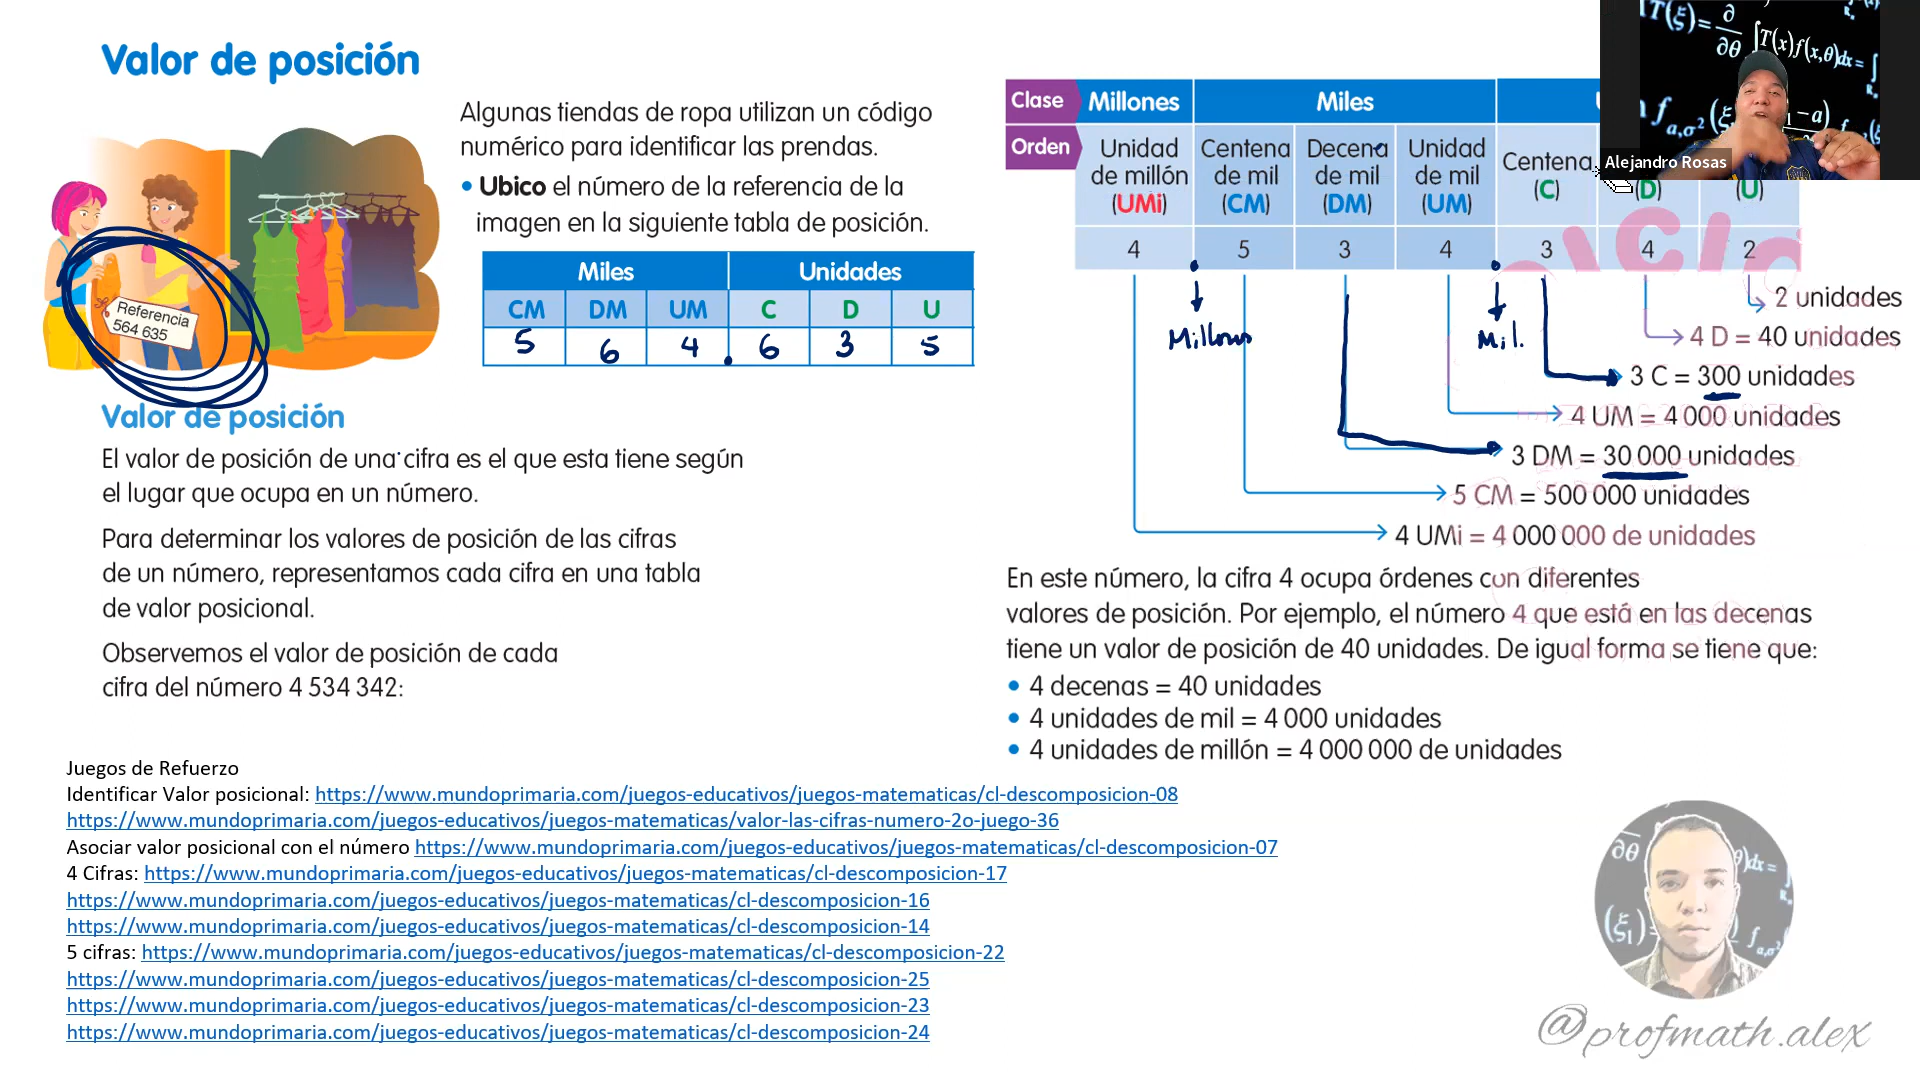 Valor de posición
Algunas tiendas de ropa utilizan un código
numérico para identificar las prendas.
• Ubico el número de la referencia de la
imagen en la siguiente tabla de posición.
Referencia
564 635
Miles Unidades
CM DM UM C D U
5 6 4 . 6 3 5
Valor de posición
El valor de posición de una cifra es el que esta tiene según
el lugar que ocupa en un número.
Para determinar los valores de posición de las cifras
de un número, representamos cada cifra en una tabla
de valor posicional.
Observemos el valor de posición de cada
cifra del número 4 534 342:
Clase Millones Miles
Orden Unidad de millón (UMi) Centena de mil (CM) Decena de mil (DM) Unidad de mil (UM) Centena (C) (D) (U)
4 5 3 4 3 4 2
Millones Mil.
2 unidades
4 D = 40 unidades
3 C = 300 unidades
4 UM = 4 000 unidades
3 DM = 30 000 unidades
5 CM = 500 000 unidades
4 UMi = 4 000 000 de unidades
En este número, la cifra 4 ocupa órdenes con diferentes
valores de posición. Por ejemplo, el número 4 que está en las decenas
tiene un valor de posición de 40 unidades. De igual forma se tiene que:
• 4 decenas = 40 unidades
• 4 unidades de mil = 4 000 unidades
• 4 unidades de millón = 4 000 000 de unidades
Alejandro Rosas
Juegos de Refuerzo
Identificar Valor posicional: https://www.mundoprimaria.com/juegos-educativos/juegos-matematicas/cl-descomposicion-08
https://www.mundoprimaria.com/juegos-educativos/juegos-matematicas/valor-las-cifras-numero-2o-juego-36
Asociar valor posicional con el número https://www.mundoprimaria.com/juegos-educativos/juegos-matematicas/cl-descomposicion-07
4 Cifras: https://www.mundoprimaria.com/juegos-educativos/juegos-matematicas/cl-descomposicion-17
https://www.mundoprimaria.com/juegos-educativos/juegos-matematicas/cl-descomposicion-16
https://www.mundoprimaria.com/juegos-educativos/juegos-matematicas/cl-descomposicion-14
5 cifras: https://www.mundoprimaria.com/juegos-educativos/juegos-matematicas/cl-descomposicion-22
https://www.mundoprimaria.com/juegos-educativos/juegos-matematicas/cl-descomposicion-25
https://www.mundoprimaria.com/juegos-educativos/juegos-matematicas/cl-descomposicion-23
https://www.mundoprimaria.com/juegos-educativos/juegos-matematicas/cl-descomposicion-24
@profmath.alex